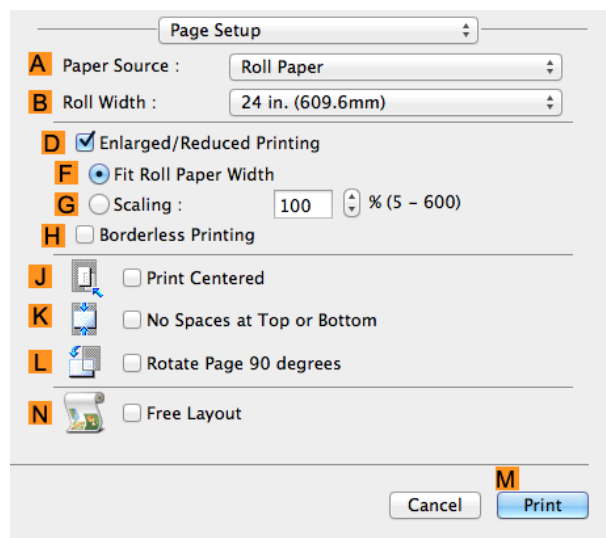 Page Setup
A Paper Source : Roll Paper
B Roll Width : 24 in. (609.6mm)
D Enlarged/Reduced Printing
F Fit Roll Paper Width
G Scaling : 100 % (5 – 600)
H Borderless Printing
J Print Centered
K No Spaces at Top or Bottom
L Rotate Page 90 degrees
N Free Layout
M
Cancel Print